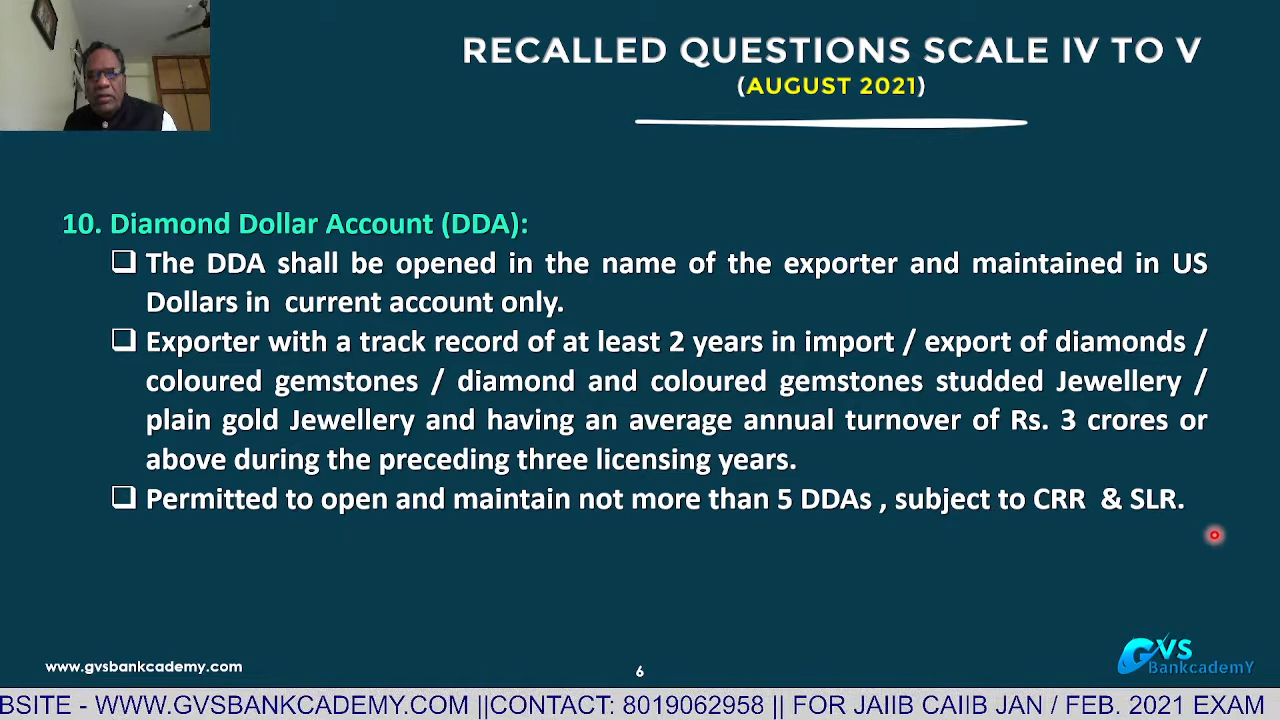 RECALLED QUESTIONS SCALE IV TO V
(AUGUST 2021)
10. Diamond Dollar Account (DDA):
❑ The DDA shall be opened in the name of the exporter and maintained in US
Dollars in current account only.
❑ Exporter with a track record of at least 2 years in import / export of diamonds /
coloured gemstones / diamond and coloured gemstones studded Jewellery /
plain gold Jewellery and having an average annual turnover of Rs. 3 crores or
above during the preceding three licensing years.
❑ Permitted to open and maintain not more than 5 DDAs , subject to CRR & SLR.
www.gvsbankcademy.com
6
GVS
BankcademY
BSITE - WWW.GVSBANKCADEMY.COM ||CONTACT: 8019062958 || FOR JAIIB CAIIB JAN / FEB. 2021 EXAM